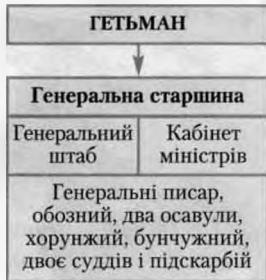 ГЕТЬМАН
Генеральна старшина
Генеральний
штаб
Кабінет
міністрів
Генеральні писар,
обозний, два осавули,
хорунжий, бунчужний,
двоє суддів і підскарбій